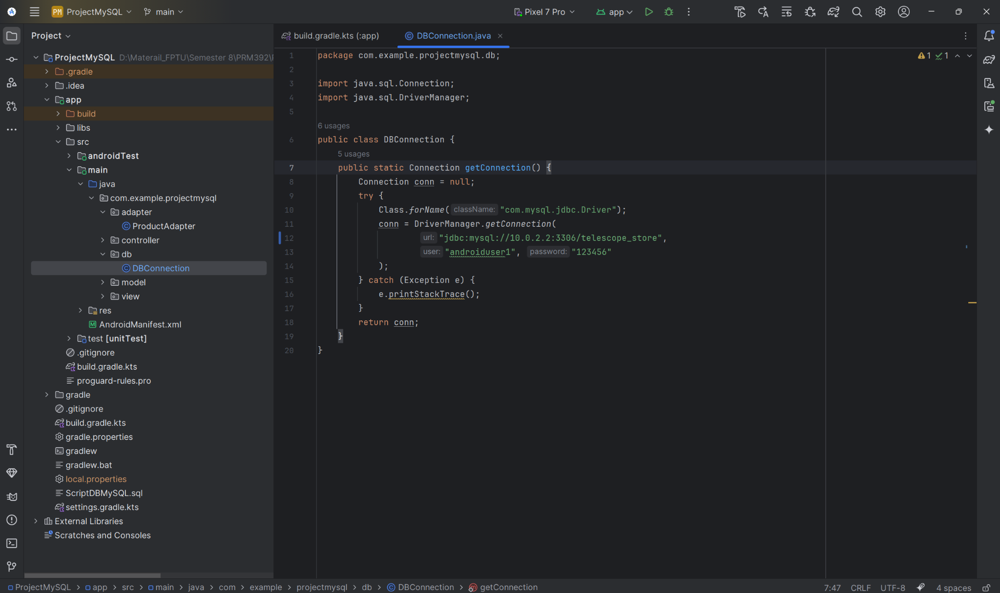 PM ProjectMySQL main Pixel 7 Pro app
Project
build.gradle.kts (:app) DBConnection.java
ProjectMySQL D:\Materail_FPTU\Semester 8\PRM392\
.gradle
.idea
app
build
libs
src
androidTest
main
java
com.example.projectmysql
adapter
ProductAdapter
controller
db
DBConnection
model
view
res
AndroidManifest.xml
test [unitTest]
.gitignore
build.gradle.kts
proguard-rules.pro
gradle
.gitignore
build.gradle.kts
gradle.properties
gradlew
gradlew.bat
local.properties
ScriptDBMySQL.sql
settings.gradle.kts
External Libraries
Scratches and Consoles
1 package com.example.projectmysql.db;
2
3 import java.sql.Connection;
4 import java.sql.DriverManager;
5
6 usages
6 public class DBConnection {
5 usages
7 public static Connection getConnection() {
8 Connection conn = null;
9 try {
10 Class.forName( className: "com.mysql.jdbc.Driver");
11 conn = DriverManager.getConnection(
12 url: "jdbc:mysql://10.0.2.2:3306/telescope_store",
13 user: "androiduser1", password: "123456"
14 );
15 } catch (Exception e) {
16 e.printStackTrace();
17 }
18 return conn;
19 }
20 }
1 1
ProjectMySQL > app > src > main > java > com > example > projectmysql > db > DBConnection > getConnection
7:47 CRLF UTF-8 4 spaces